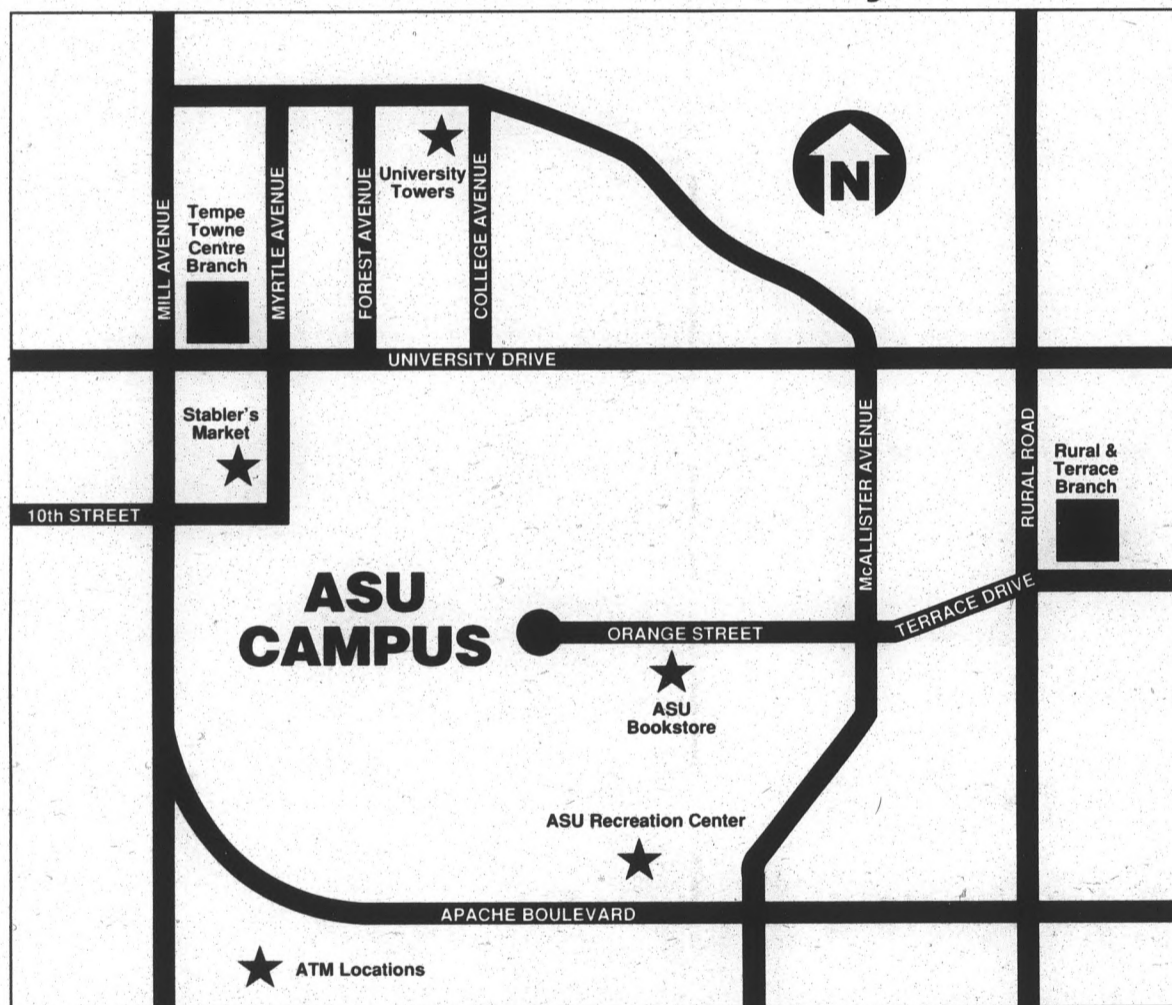 University
Towers
N
MILL AVENUE
Tempe
Towne
Centre
Branch
MYRTLE AVENUE
FOREST AVENUE
COLLEGE AVENUE
UNIVERSITY DRIVE
Stabler's
Market
McALLISTER AVENUE
RURAL ROAD
Rural &
Terrace
Branch
10th STREET
ASU
CAMPUS
ORANGE STREET
TERRACE DRIVE
ASU
Bookstore
ASU Recreation Center
APACHE BOULEVARD
ATM Locations